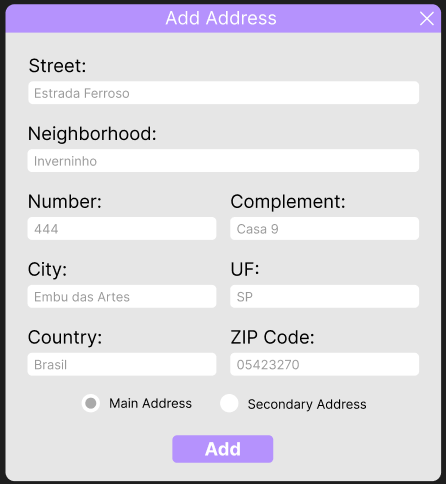 Add Address
Street:
Estrada Ferroso
Neighborhood:
Inverninho
Number: Complement:
444 Casa 9
City: UF:
Embu das Artes SP
Country: ZIP Code:
Brasil 05423270
Main Address Secondary Address
Add